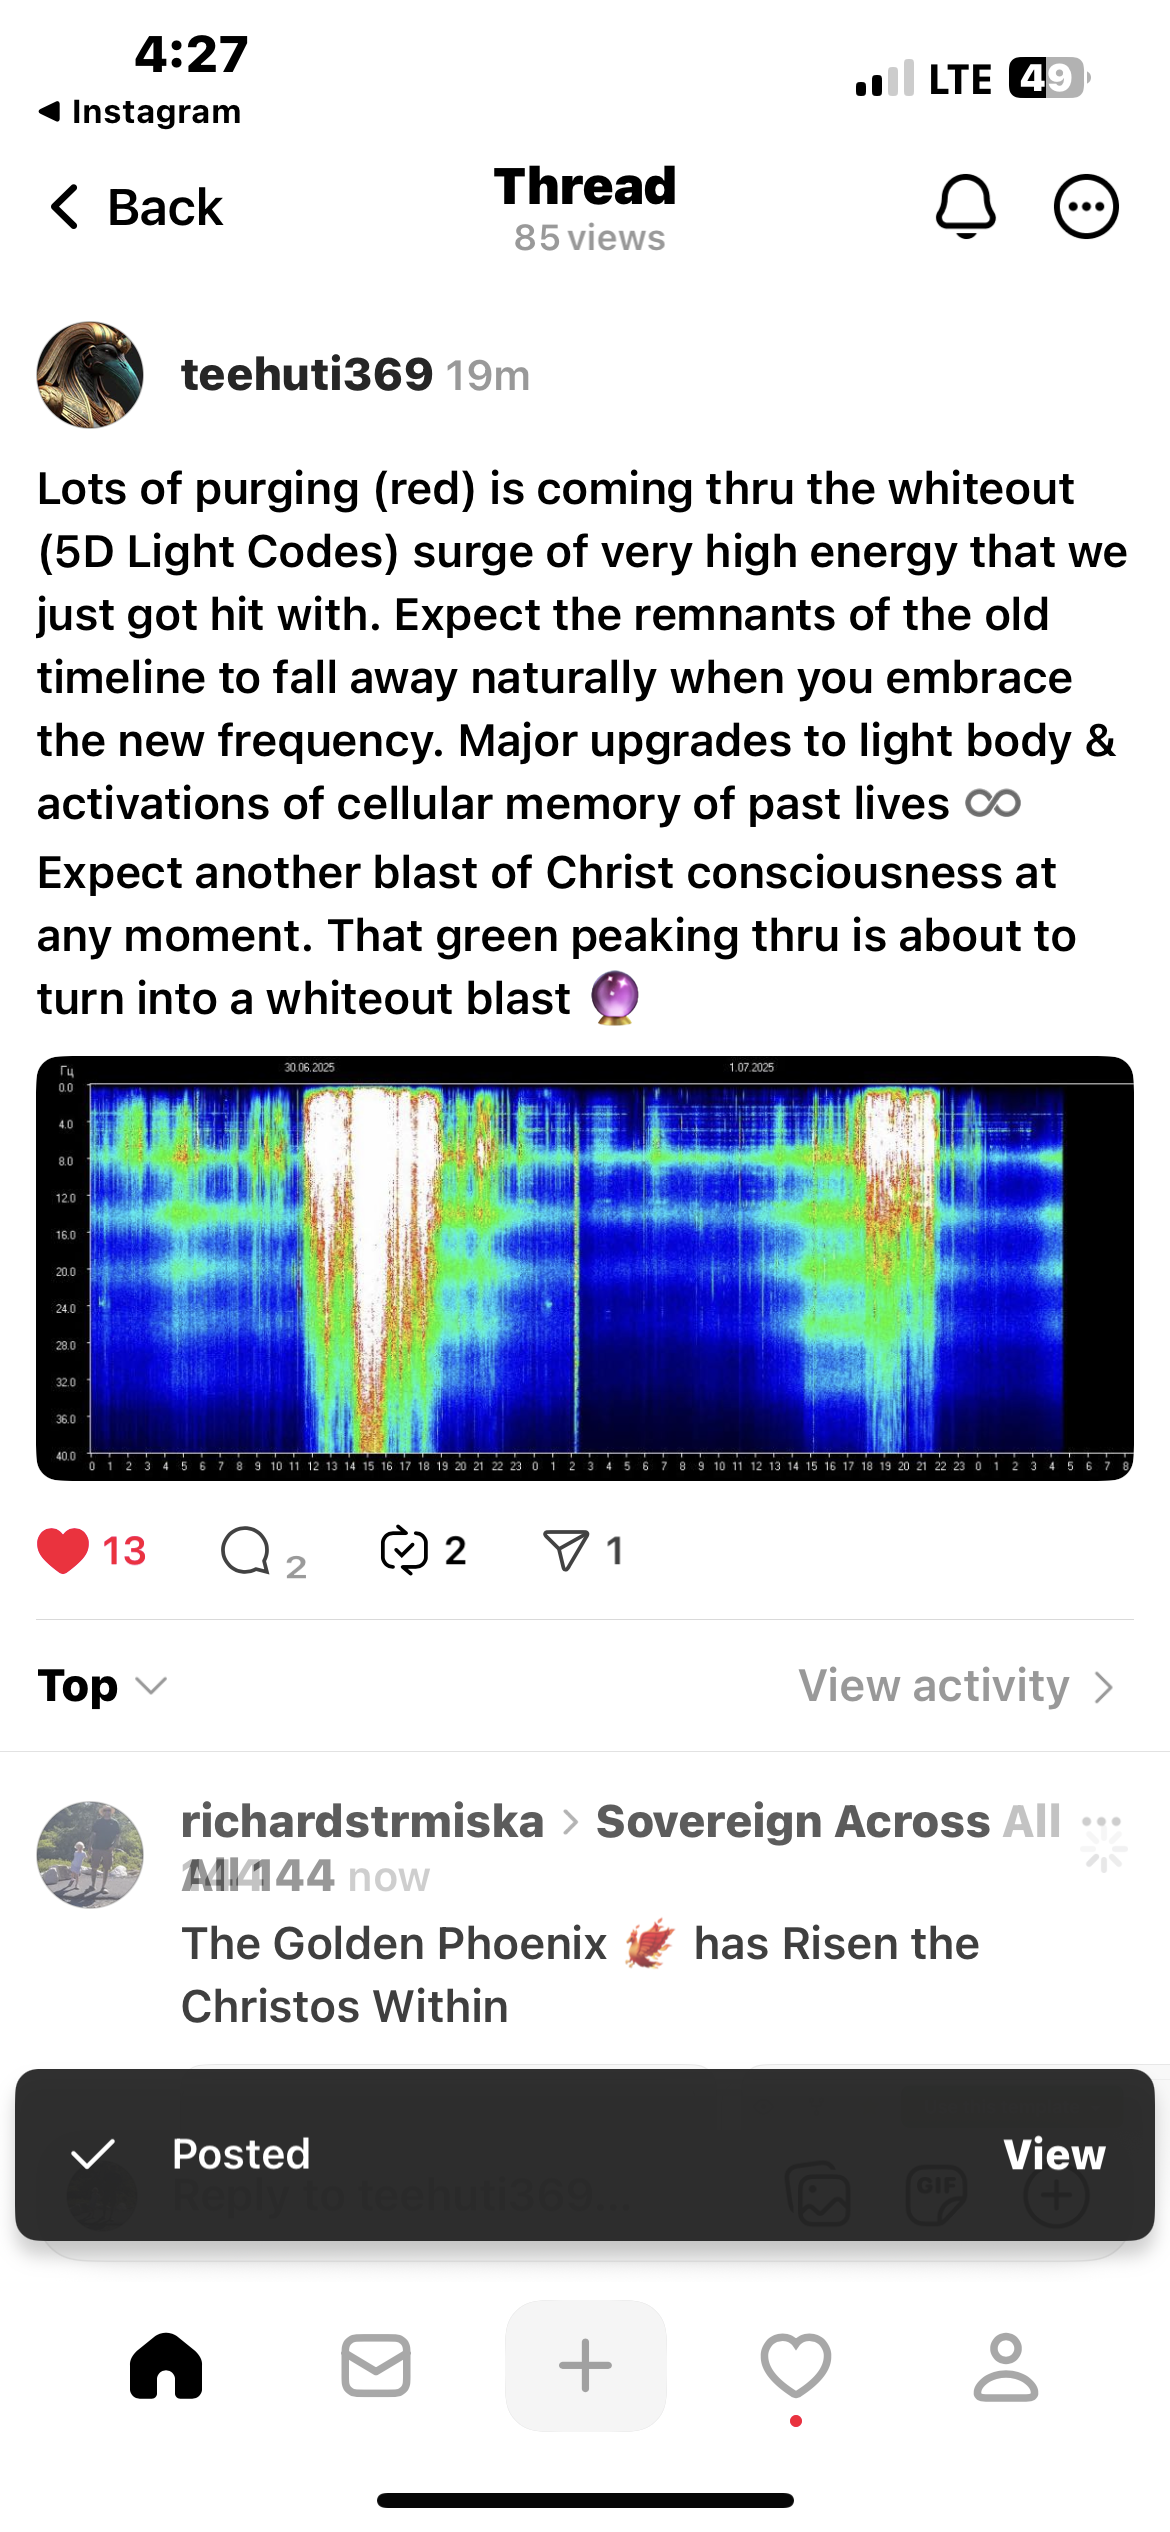 4:27
LTE 49
◀ Instagram
Back
Thread
85 views
teehuti369 19m
Lots of purging (red) is coming thru the whiteout
(5D Light Codes) surge of very high energy that we
just got hit with. Expect the remnants of the old
timeline to fall away naturally when you embrace
the new frequency. Major upgrades to light body &
activations of cellular memory of past lives ♾
Expect another blast of Christ consciousness at
any moment. That green peaking thru is about to
turn into a whiteout blast 🔮
Гц 30.06.2025 1.07.2025
0.0
4.0
8.0
12.0
16.0
20.0
24.0
28.0
32.0
36.0
40.0
0 1 2 3 4 5 6 7 8 9 10 11 12 13 14 15 16 17 18 19 20 21 22 23 0 1 2 3 4 5 6 7 8 9 10 11 12 13 14 15 16 17 18 19 20 21 22 23 0 1 2 3 4 5 6 7 8
13 2 2 1
Top
View activity
richardstrmiska > Sovereign Across All
All 144 now
The Golden Phoenix 🐦‍🔥 has Risen the
Christos Within
Posted View
Reply to teehuti369...
GIF